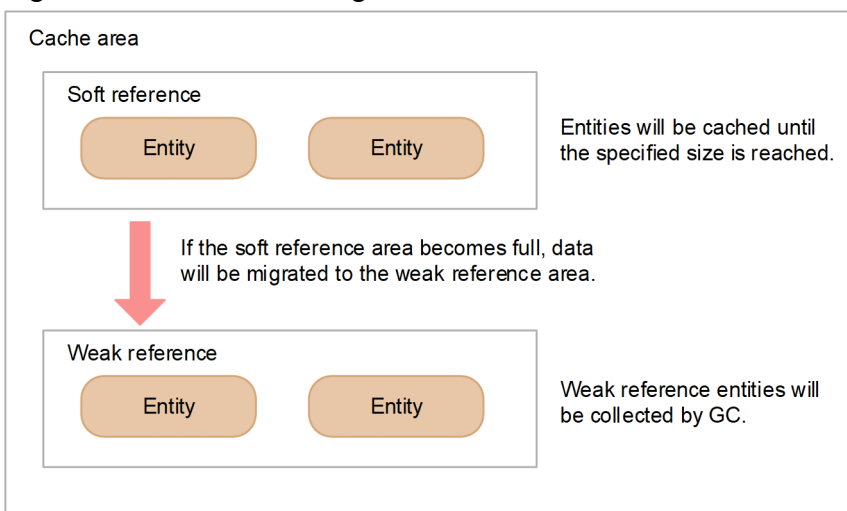 Cache area
Soft reference
Entity
Entity
Entities will be cached until
the specified size is reached.
If the soft reference area becomes full, data
will be migrated to the weak reference area.
Weak reference
Entity
Entity
Weak reference entities will
be collected by GC.